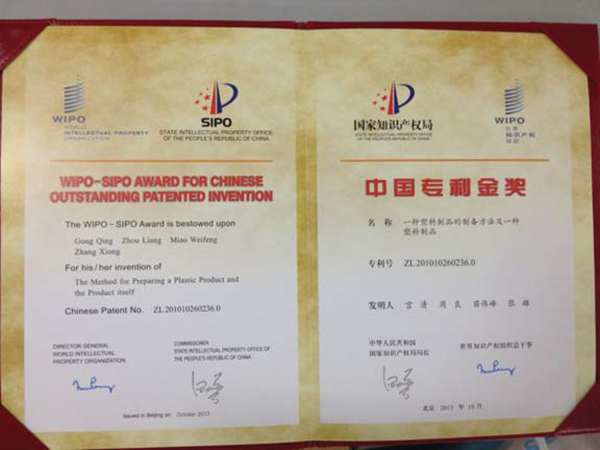 WIPO
WORLD
INTELLECTUAL PROPERTY
ORGANIZATION
SIPO
STATE INTELLECTUAL PROPERTY OFFICE
OF THE PEOPLE'S REPUBLIC OF CHINA
WIPO-SIPO AWARD FOR CHINESE
OUTSTANDING PATENTED INVENTION
The WIPO-SIPO Award is bestowed upon
Gong Qing Zhou Liang Miao Weifeng
Zhang Xiong
For his/her invention of
The Method for Preparing a Plastic Product and
the Product itself
Chinese Patent No. ZL 201010260236.0
DIRECTOR GENERAL
WORLD INTELLECTUAL
PROPERTY ORGANIZATION
COMMISSIONER
STATE INTELLECTUAL PROPERTY OFFICE OF
THE PEOPLE'S REPUBLIC OF CHINA
Issued in Beijing on: October 2013
国家知识产权局
STATE INTELLECTUAL PROPERTY OFFICE
OF THE PEOPLE'S REPUBLIC OF CHINA
WIPO
世界
知识产权
组织
中国专利金奖
名称 一种塑料制品的制备方法及一种
塑料制品
专利号 ZL 201010260236.0
发明人 宫清 周良 苗伟峰 张雄
中华人民共和国
国家知识产权局局长
世界知识产权组织总干事
北京 2013 年 10 月